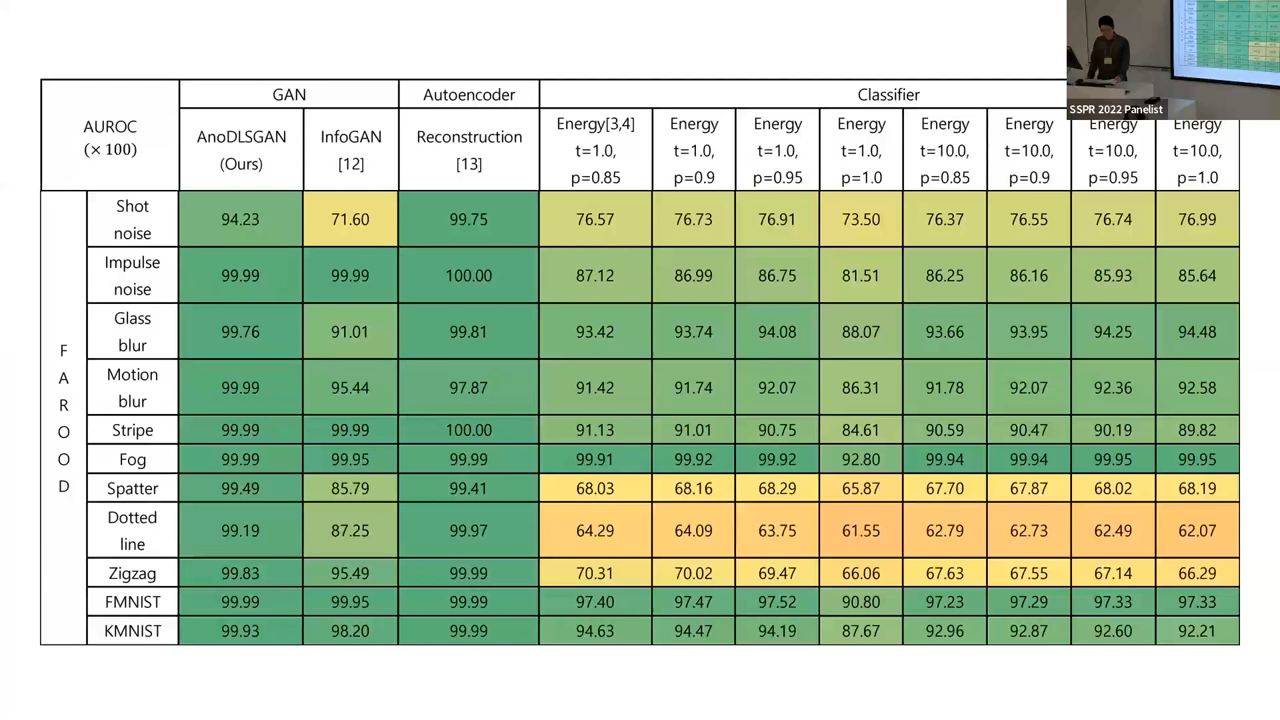 SSPR 2022 Panelist
AUROC
(× 100)
GAN
Autoencoder
Classifier
AnoDLSGAN
(Ours)
InfoGAN
[12]
Reconstruction
[13]
Energy[3,4]
t=1.0,
p=0.85
Energy
t=1.0,
p=0.9
Energy
t=1.0,
p=0.95
Energy
t=1.0,
p=1.0
Energy
t=10.0,
p=0.85
Energy
t=10.0,
p=0.9
Energy
t=10.0,
p=0.95
Energy
t=10.0,
p=1.0
F
A
R
O
O
D
Shot
noise
94.23 71.60 99.75 76.57 76.73 76.91 73.50 76.37 76.55 76.74 76.99
Impulse
noise
99.99 99.99 100.00 87.12 86.99 86.75 81.51 86.25 86.16 85.93 85.64
Glass
blur
99.76 91.01 99.81 93.42 93.74 94.08 88.07 93.66 93.95 94.25 94.48
Motion
blur
99.99 95.44 97.87 91.42 91.74 92.07 86.31 91.78 92.07 92.36 92.58
Stripe 99.99 99.99 100.00 91.13 91.01 90.75 84.61 90.59 90.47 90.19 89.82
Fog 99.99 99.95 99.99 99.91 99.92 99.92 92.80 99.94 99.94 99.95 99.95
Spatter 99.49 85.79 99.41 68.03 68.16 68.29 65.87 67.70 67.87 68.02 68.19
Dotted
line
99.19 87.25 99.97 64.29 64.09 63.75 61.55 62.79 62.73 62.49 62.07
Zigzag 99.83 95.49 99.99 70.31 70.02 69.47 66.06 67.63 67.55 67.14 66.29
FMNIST 99.99 99.95 99.99 97.40 97.47 97.52 90.80 97.23 97.29 97.33 97.33
KMNIST 99.93 98.20 99.99 94.63 94.47 94.19 87.67 92.96 92.87 92.60 92.21